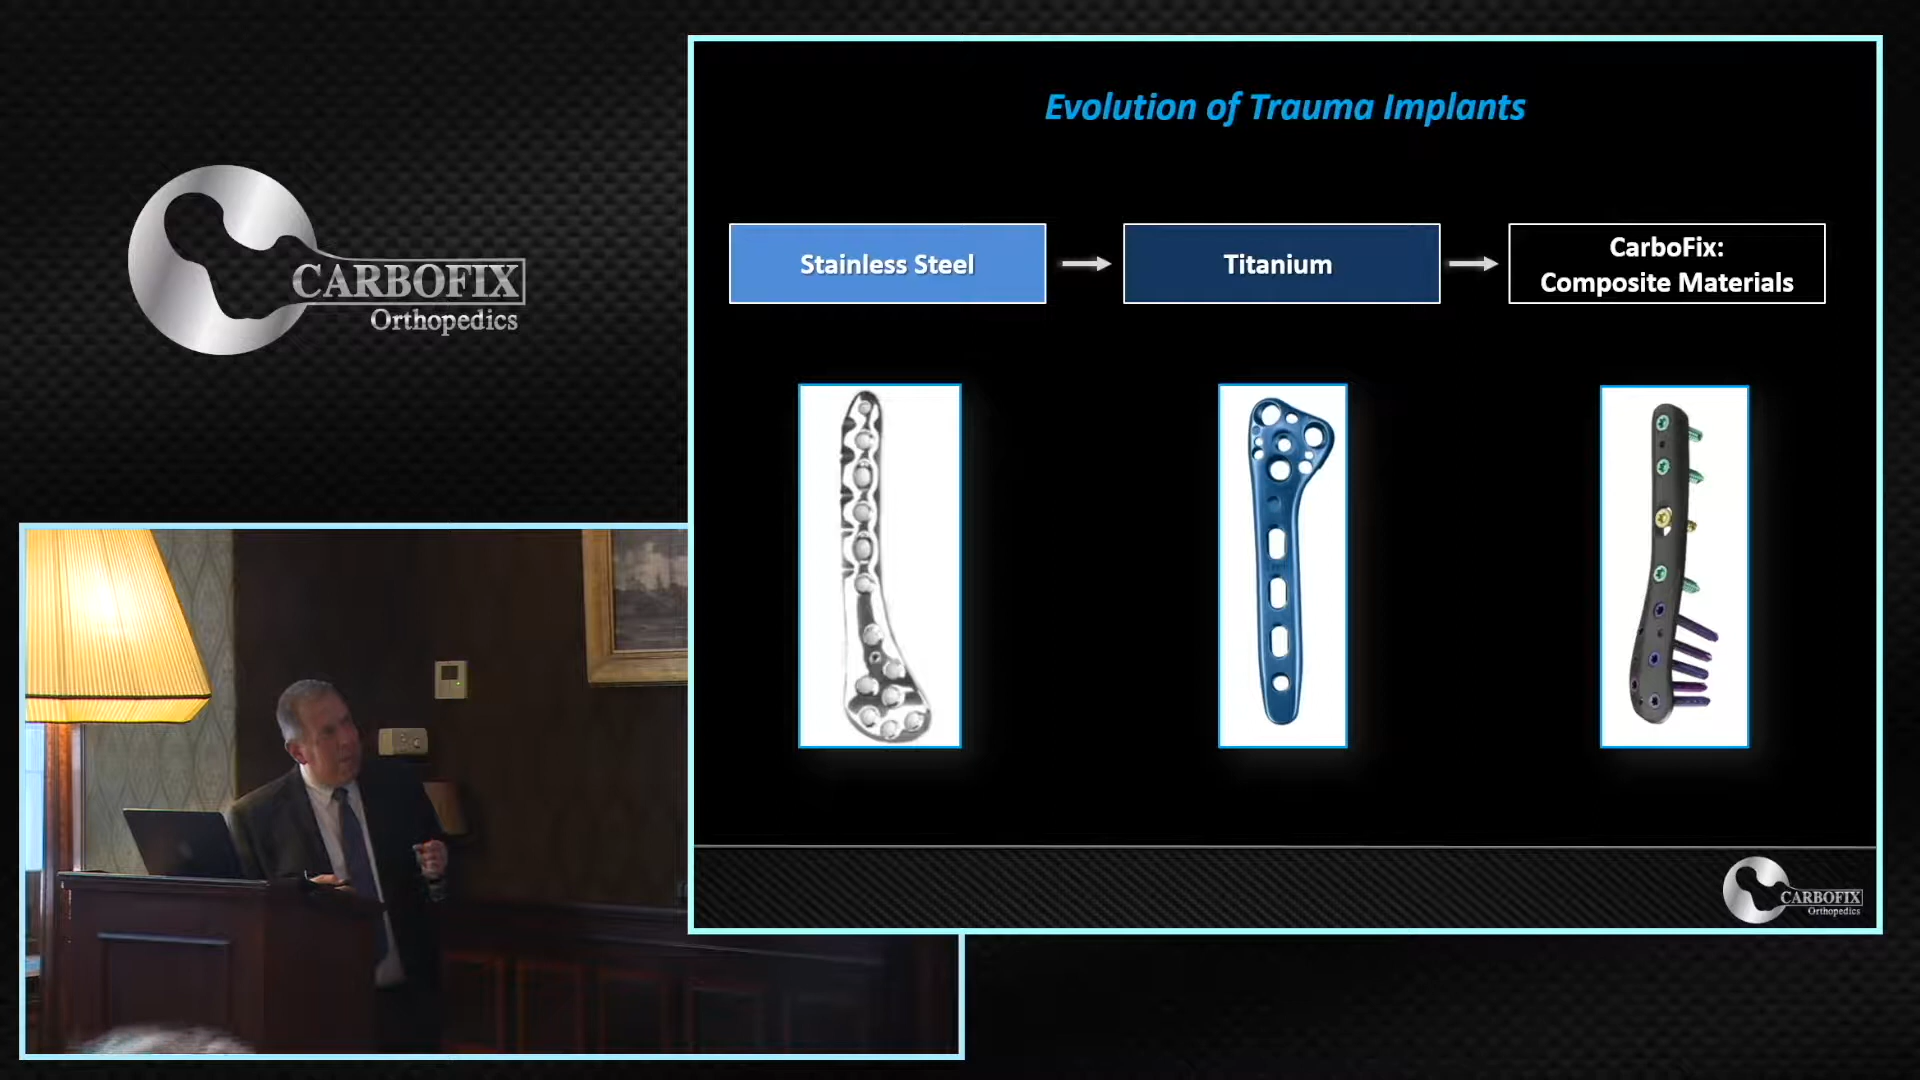 CARBOFIX
Orthopedics
Evolution of Trauma Implants
Stainless Steel
Titanium
CarboFix:
Composite Materials
CARBOFIX
Orthopedics